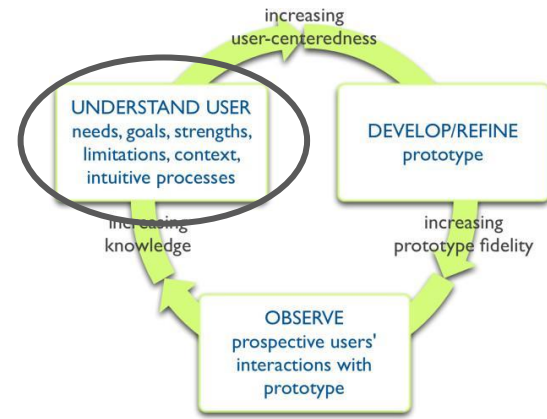 increasing
user-centeredness
UNDERSTAND USER
needs, goals, strengths,
limitations, context,
intuitive processes
DEVELOP/REFINE
prototype
increasing
knowledge
increasing
prototype fidelity
OBSERVE
prospective users'
interactions with
prototype